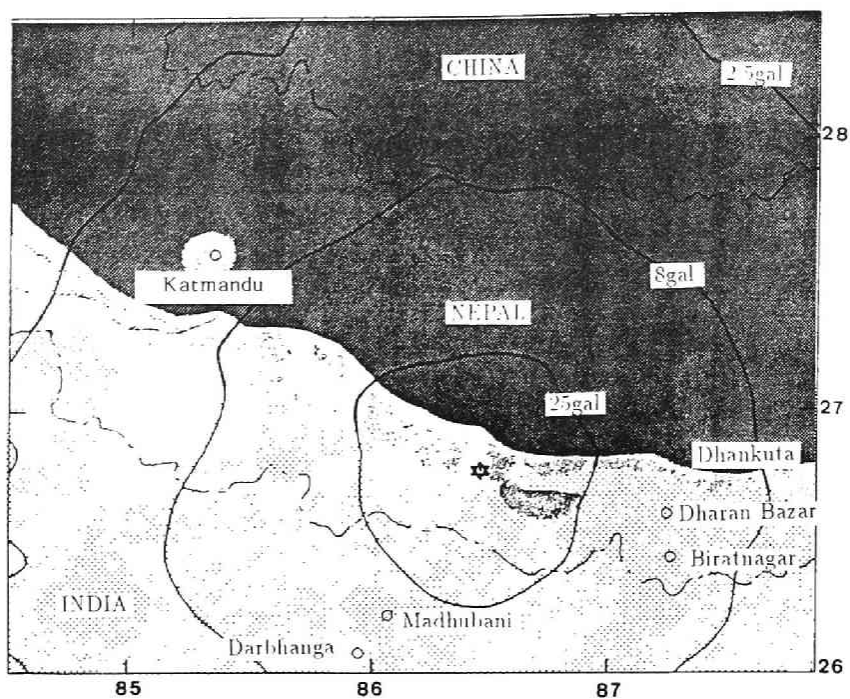 CHINA
2.5gal
28
Katmandu
8gal
NEPAL
25gal
27
Dhankuta
Dharan Bazar
Biratnagar
INDIA
Madhubani
Darbhanga
26
85
86
87